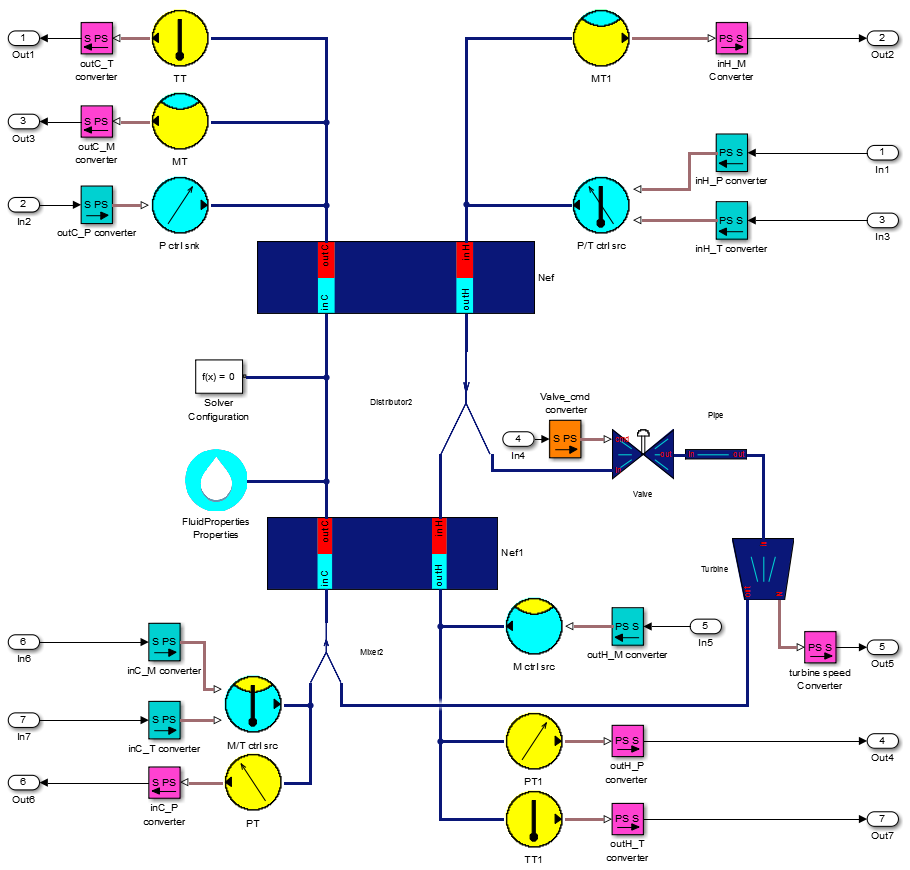 1
Out1
S PS
outC_T
converter
TT
MT1
PS S
inH_M
Converter
2
Out2
3
Out3
S PS
outC_M
converter
MT
2
In2
S PS
outC_P converter
P ctrl snk
P/T ctrl src
PS S
inH_P converter
1
In1
PS S
inH_T converter
3
In3
outC
inH
inC
outH
Nef
f(x) = 0
Solver
Configuration
Distributor2
Valve_cmd
converter
4
In4
S PS
out
Valve
Pipe
in
out
FluidProperties
Properties
outC
inH
inC
outH
Nef1
Turbine
N
6
In6
S PS
inC_M converter
Mixer2
M ctrl src
PS S
outH_M converter
5
In5
PS S
turbine speed
Converter
5
Out5
7
In7
S PS
inC_T converter
M/T ctrl src
6
Out6
S PS
inC_P
converter
PT
PT1
PS S
outH_P
converter
4
Out4
TT1
PS S
outH_T
converter
7
Out7